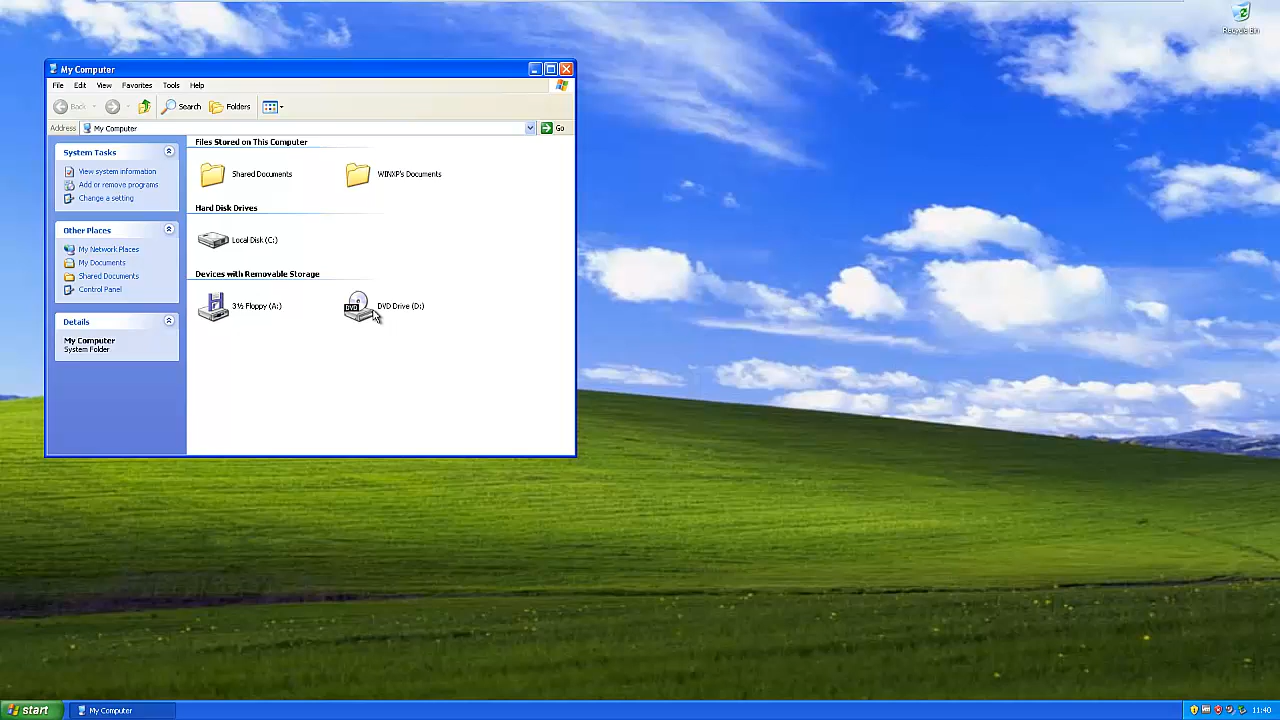 Recycle Bin
My Computer
File Edit View Favorites Tools Help
Back Search Folders
Address My Computer Go
System Tasks
View system information
Add or remove programs
Change a setting
Other Places
My Network Places
My Documents
Shared Documents
Control Panel
Details
My Computer
System Folder
Files Stored on This Computer
Shared Documents WINXP's Documents
Hard Disk Drives
Local Disk (C:)
Devices with Removable Storage
3½ Floppy (A:) DVD Drive (D:)
DVD
start My Computer 11:40